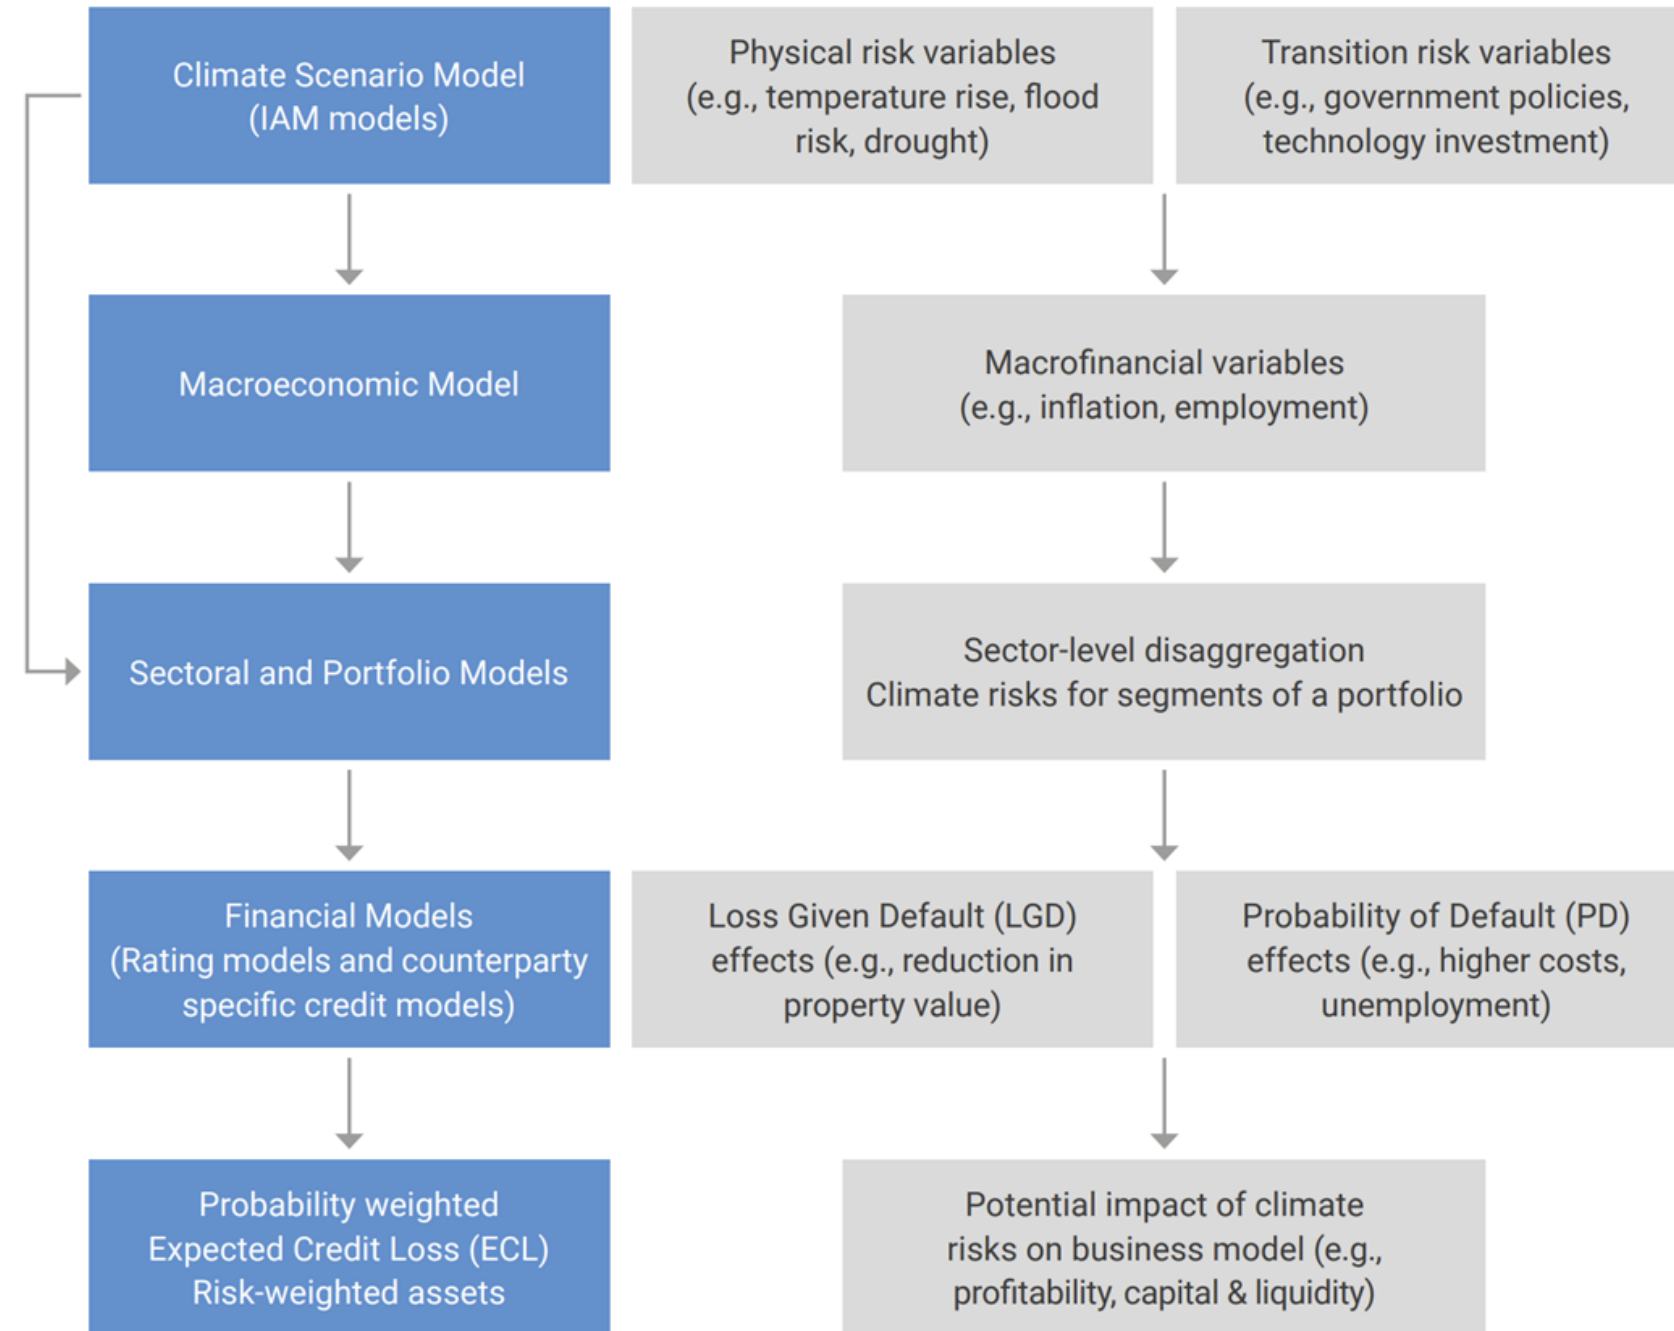 Climate Scenario Model
(IAM models)
Physical risk variables
(e.g., temperature rise, flood
risk, drought)
Transition risk variables
(e.g., government policies,
technology investment)
Macroeconomic Model
Macrofinancial variables
(e.g., inflation, employment)
Sectoral and Portfolio Models
Sector-level disaggregation
Climate risks for segments of a portfolio
Financial Models
(Rating models and counterparty
specific credit models)
Loss Given Default (LGD)
effects (e.g., reduction in
property value)
Probability of Default (PD)
effects (e.g., higher costs,
unemployment)
Probability weighted
Expected Credit Loss (ECL)
Risk-weighted assets
Potential impact of climate
risks on business model (e.g.,
profitability, capital & liquidity)